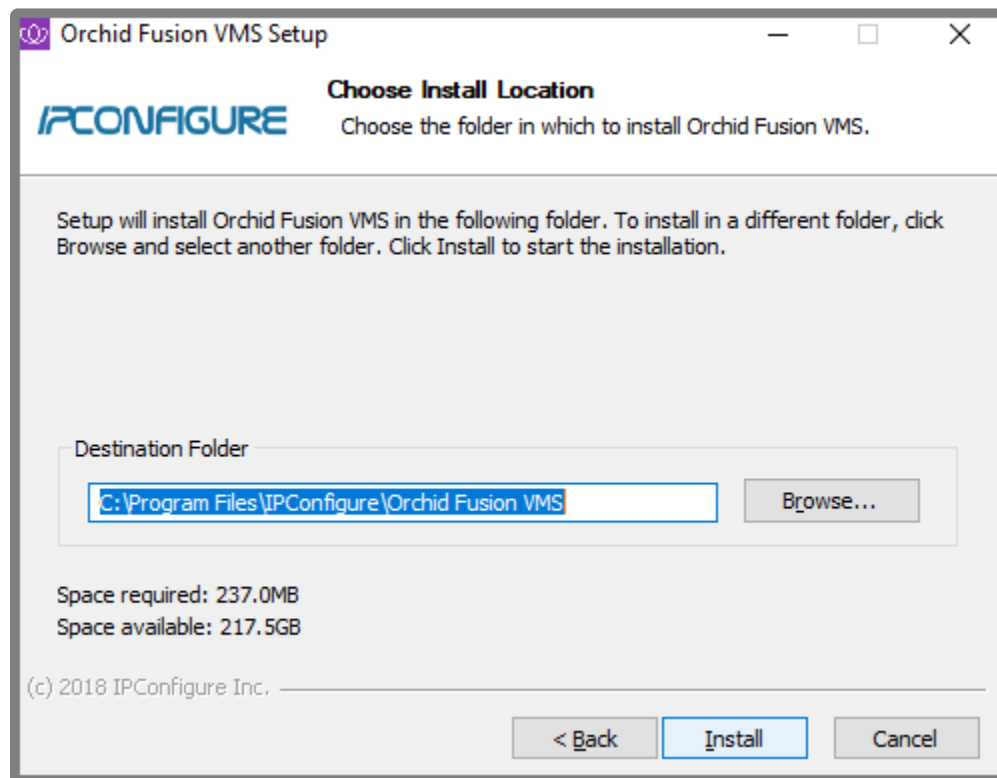 Orchid Fusion VMS Setup
IPCONFIGURE
Choose Install Location
Choose the folder in which to install Orchid Fusion VMS.
Setup will install Orchid Fusion VMS in the following folder. To install in a different folder, click
Browse and select another folder. Click Install to start the installation.
Destination Folder
C:\Program Files\IPConfigure\Orchid Fusion VMS
Browse...
Space required: 237.0MB
Space available: 217.5GB
(c) 2018 IPConfigure Inc.
< Back
Install
Cancel